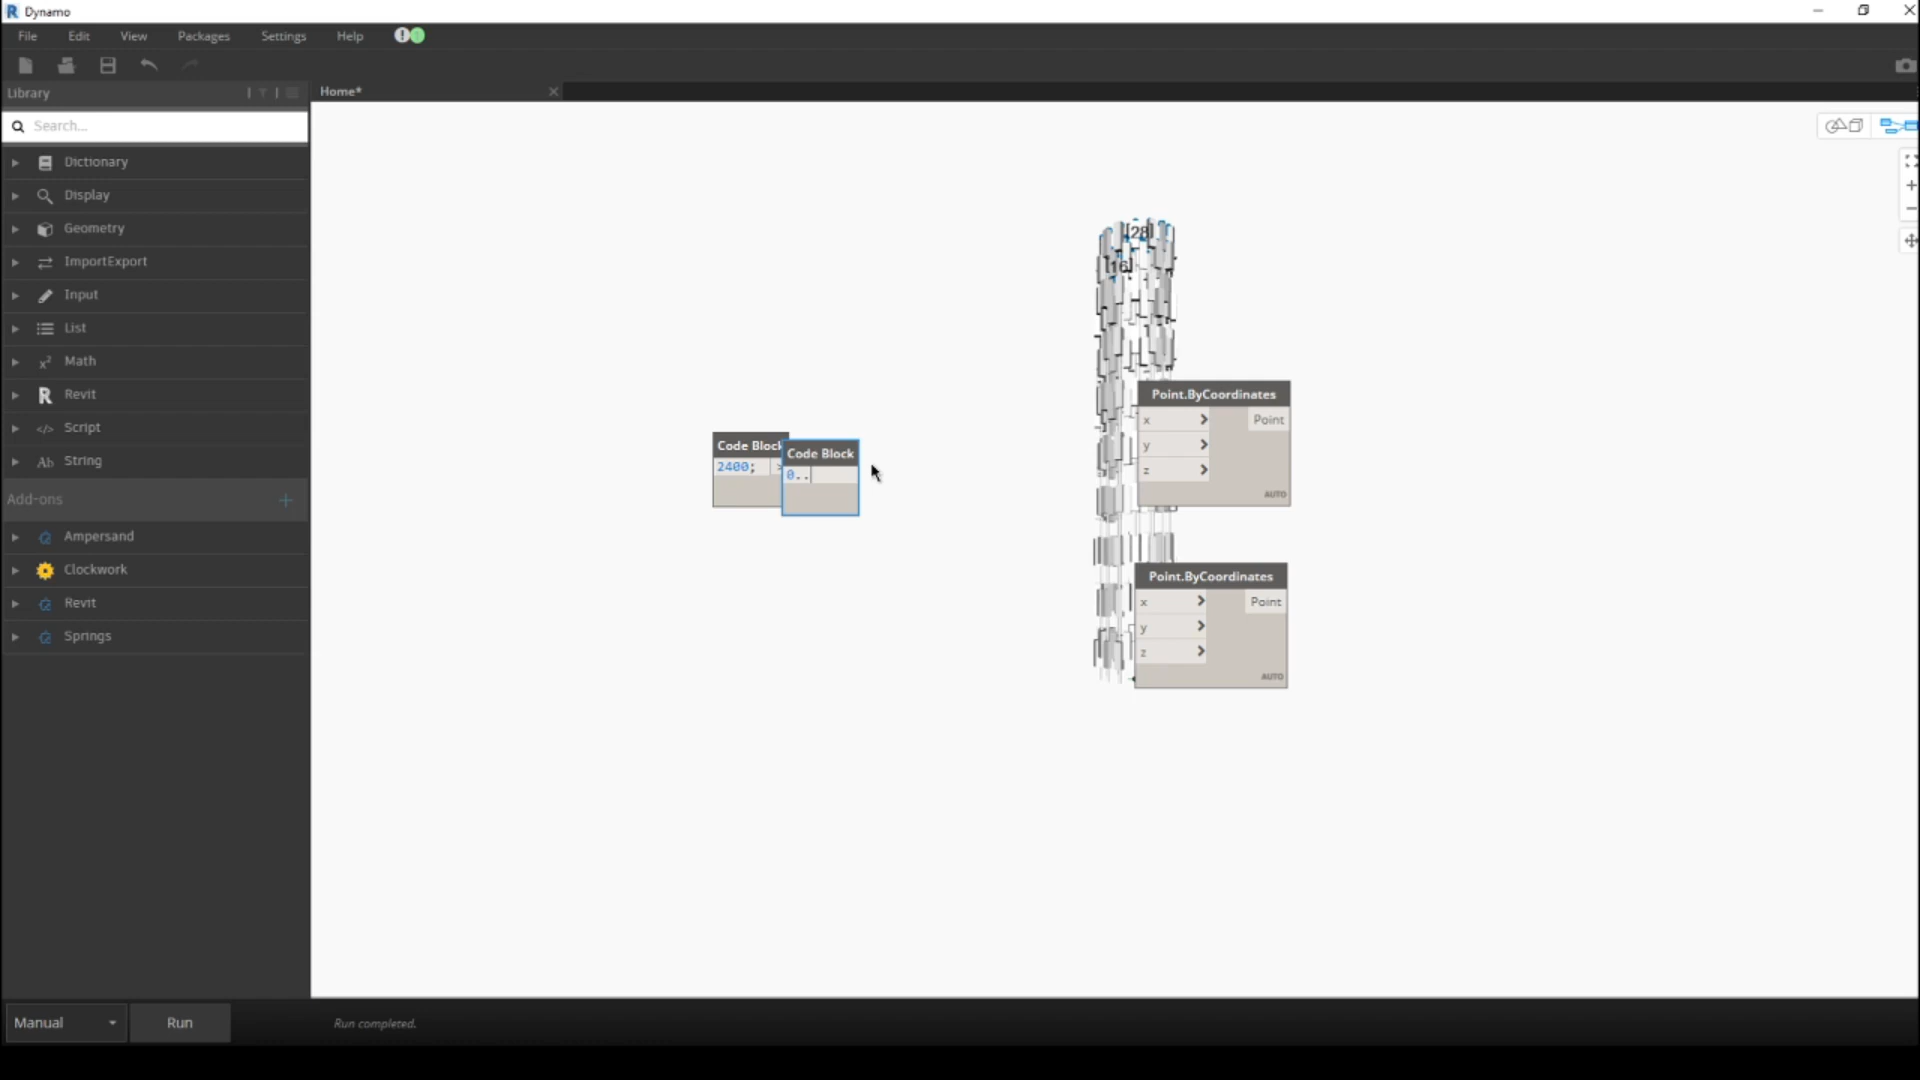 Dynamo
File Edit View Packages Settings Help
Library
Home*
Search...
Dictionary
Display
Geometry
ImportExport
Input
List
Math
Revit
Script
String
Add-ons
Ampersand
Clockwork
Revit
Springs
[28]
[16]
Code Block
2400; >
Code Block
0..
Point.ByCoordinates
x > Point
y >
z >
AUTO
Point.ByCoordinates
x > Point
y >
z >
AUTO
Manual
Run
Run completed.